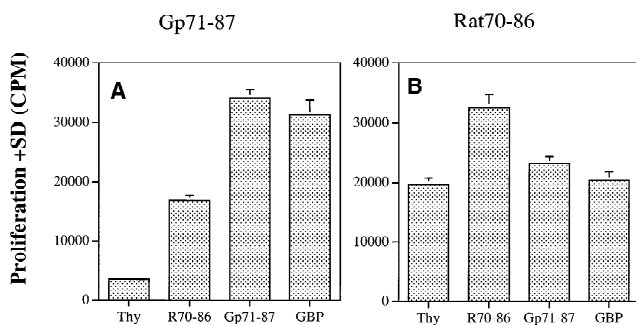 Gp71-87
Rat70-86
Proliferation +SD (CPM)
A
40000
30000
20000
10000
0
Thy
R70-86
Gp71-87
GBP
B
40000
30000
20000
10000
0
Thy
R70-86
Gp71-87
GBP